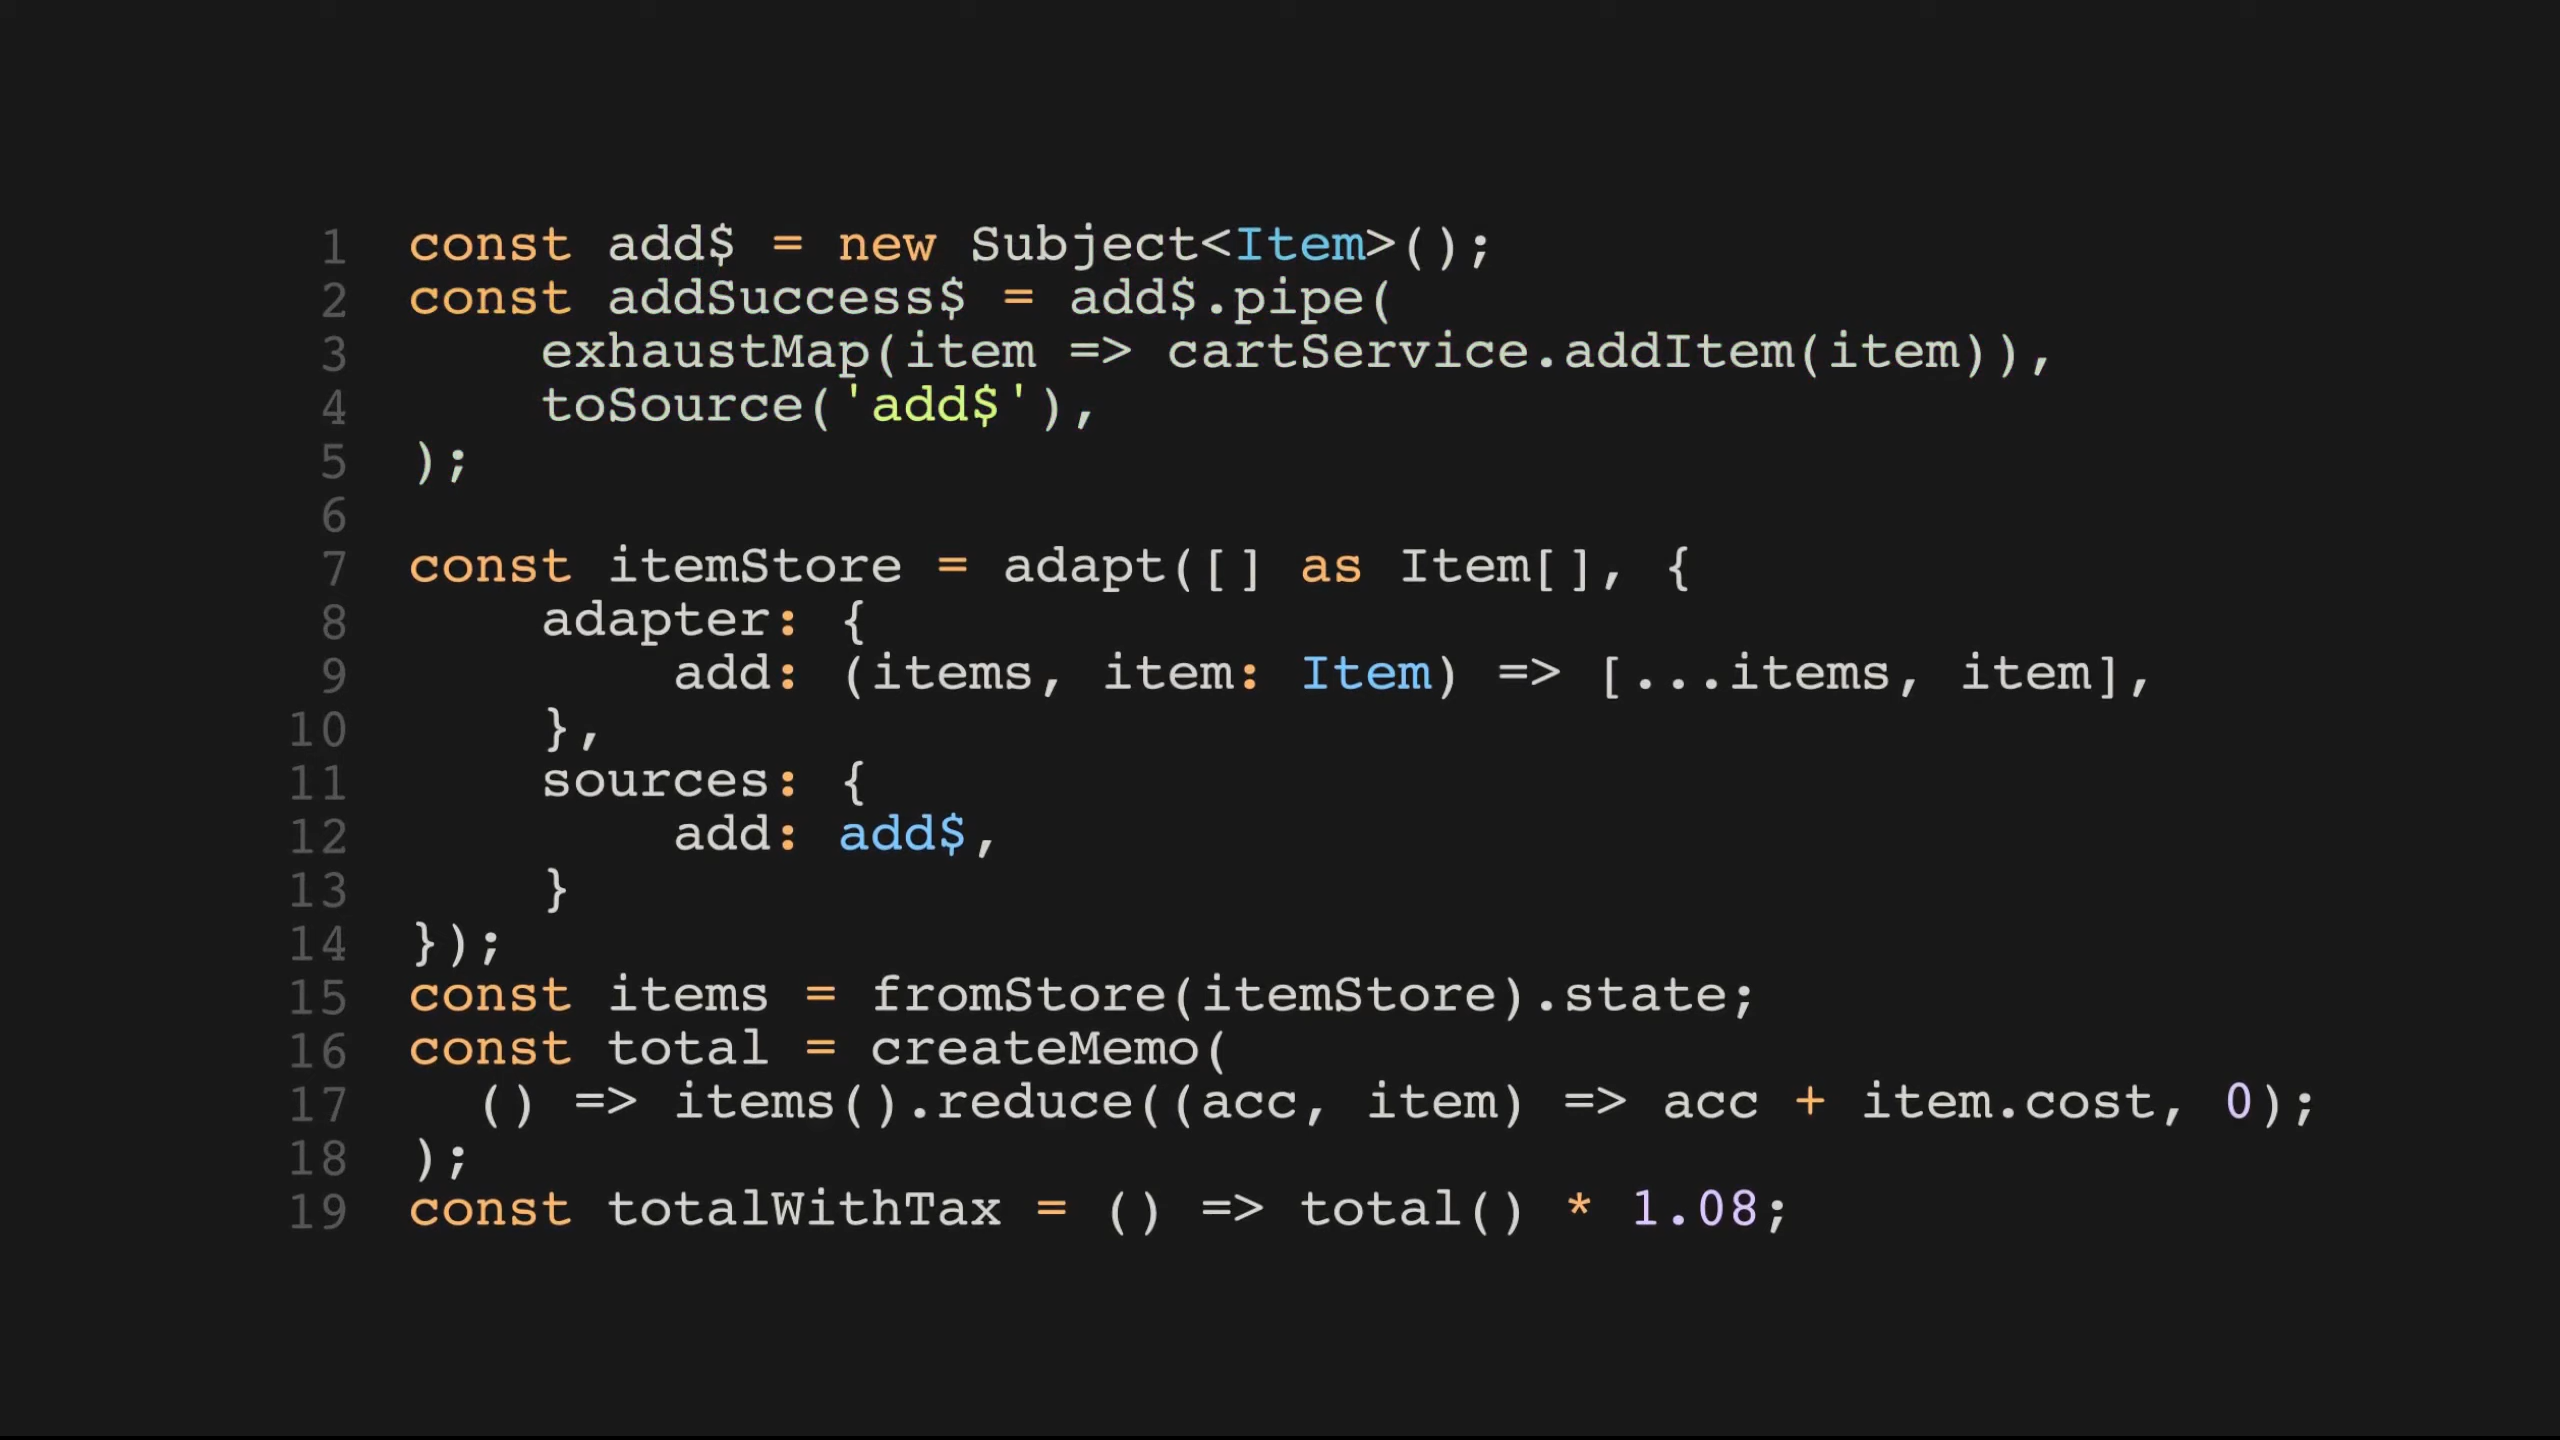 1 const add$ = new Subject<Item>();
2 const addSuccess$ = add$.pipe(
3     exhaustMap(item => cartService.addItem(item)),
4     toSource('add$'),
5 );
6
7 const itemStore = adapt([] as Item[], {
8     adapter: {
9         add: (items, item: Item) => [...items, item],
10     },
11     sources: {
12         add: add$,
13     }
14 });
15 const items = fromStore(itemStore).state;
16 const total = createMemo(
17   () => items().reduce((acc, item) => acc + item.cost, 0);
18 );
19 const totalWithTax = () => total() * 1.08;